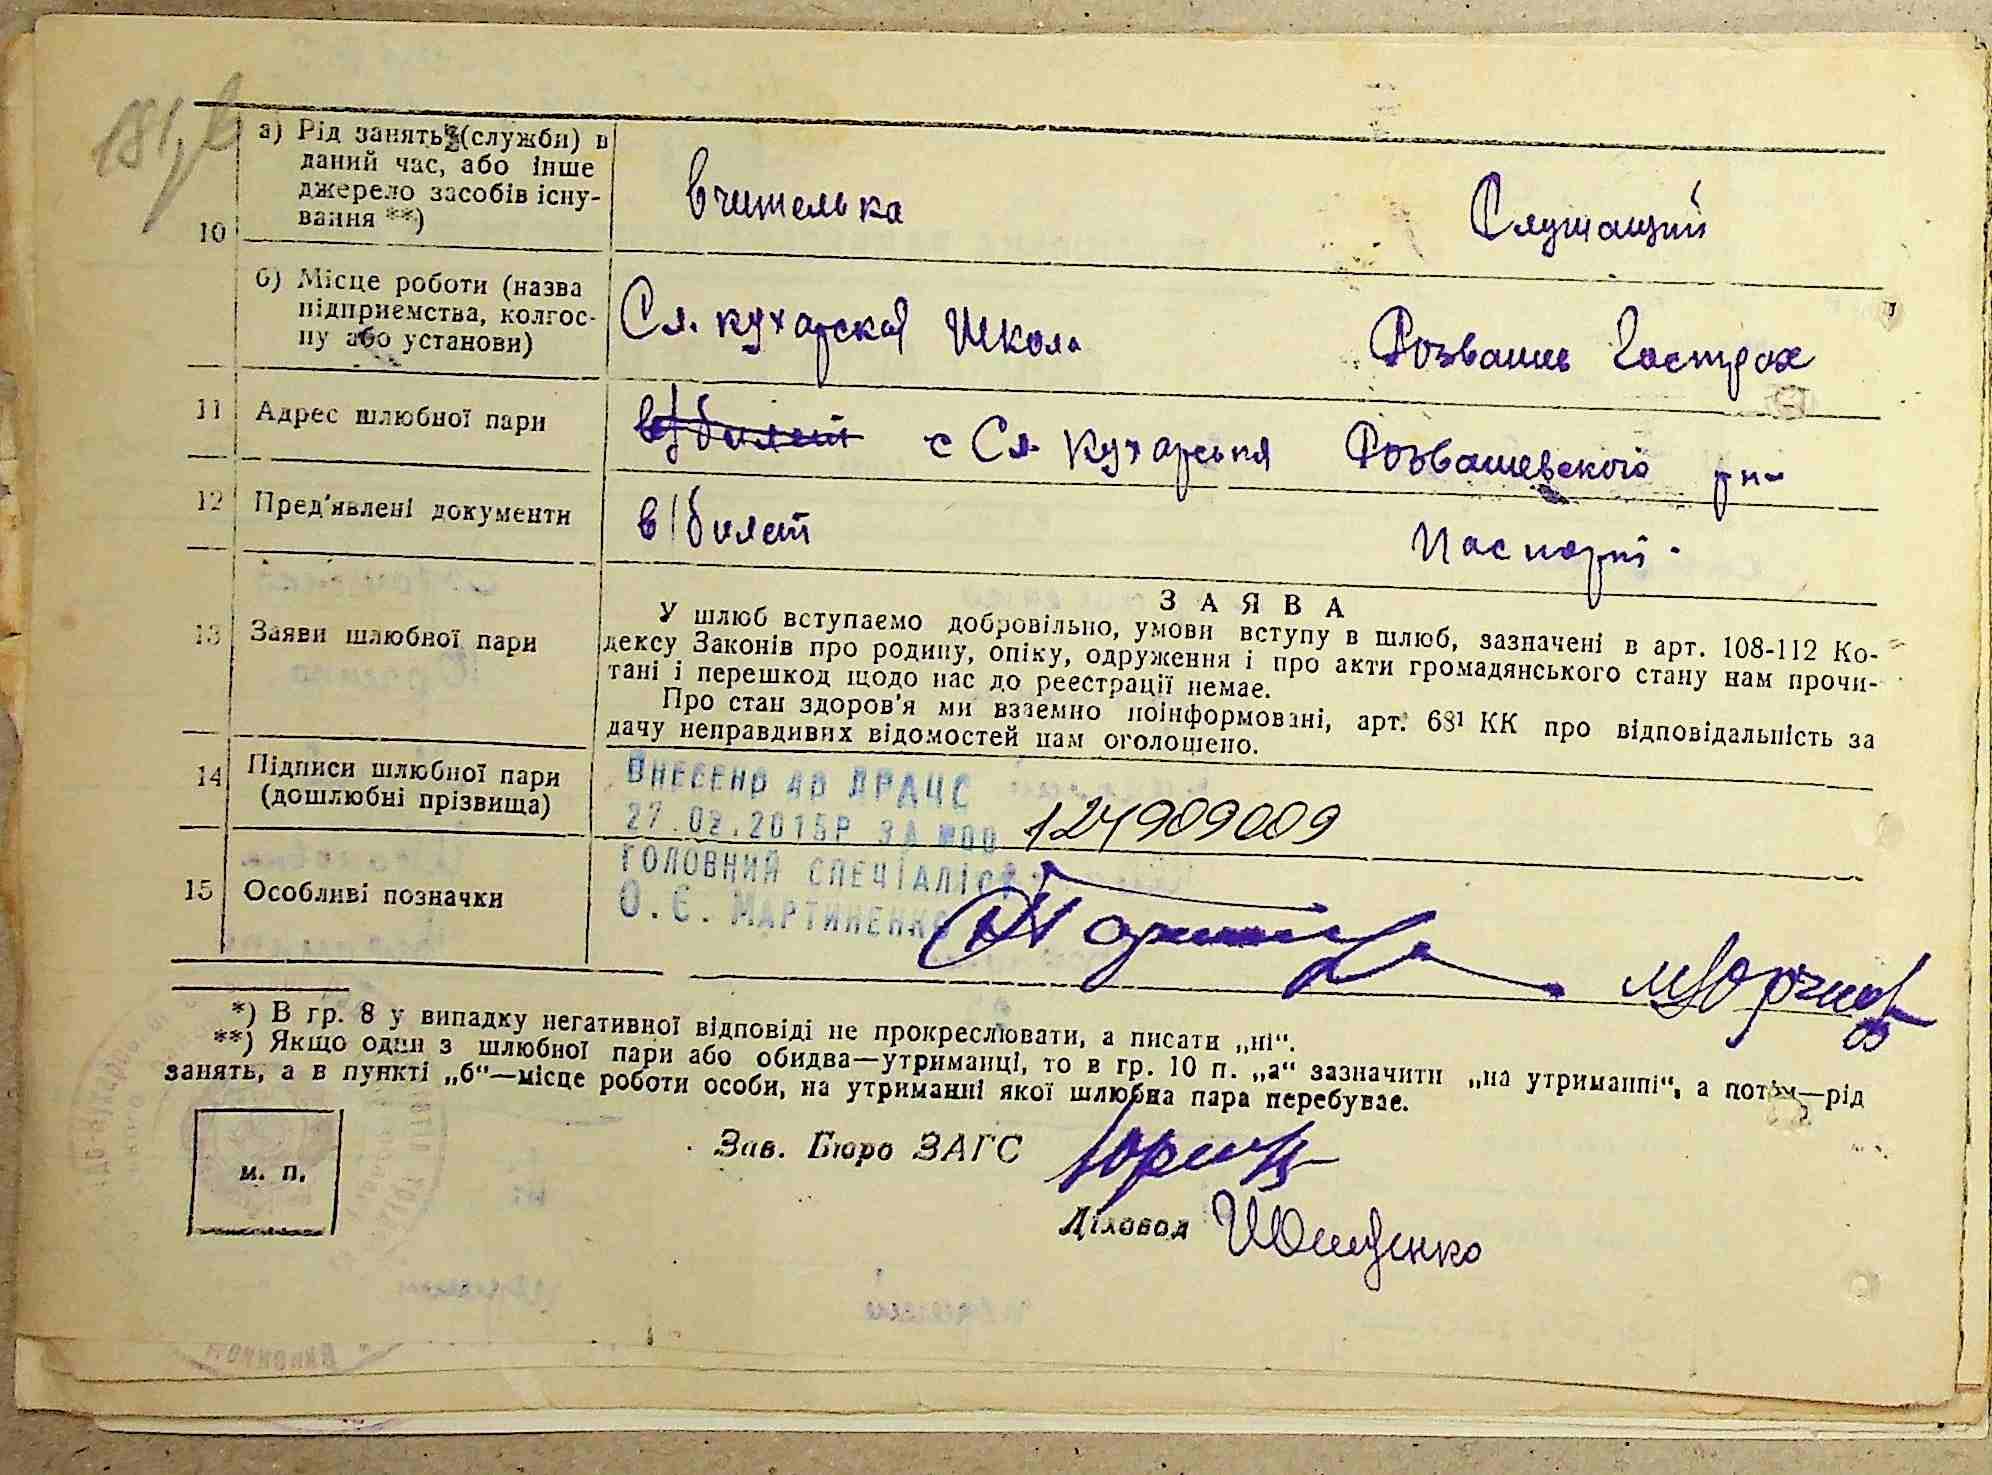 181
а) Рід занять (служби) в
даний час, або інше
джерело засобів існу-
вання **)
вчителька
Служащий
10
б) Місце роботи (назва
підприємства, колгос-
пу або установи)
Сл. кухарская Школа
Розважив Госстрах
11 Адрес шлюбної пари
в/билет с Сл. Кухарська Розважевского р-н
12 Пред'явлені документи
в/билет
Паспорт.
13 Заяви шлюбної пари
ЗАЯВА
У шлюб вступаємо добровільно, умови вступу в шлюб, зазначені в арт. 108-112 Ко-
дексу Законів про родину, опіку, одруження і про акти громадянського стану нам прочи-
тані і перешкод щодо нас до реєстрації немає.
Про стан здоров'я ми взаємно поінформовані, арт. 68¹ КК про відповідальність за
дачу неправдивих відомостей нам оголошено.
14 Підписи шлюбної пари
(дошлюбні прізвища)
ВНЕСЕНО ДО ДРАЦС
27.02.2015Р ЗА №00 124909009
ГОЛОВНИЙ СПЕЦІАЛІСТ
О.Є. МАРТИНЕНКО
15 Особливі позначки
*) В гр. 8 у випадку негативної відповіді не прокреслювати, а писати „ні“.
**) Якщо один з шлюбної пари або обидва—утриманці, то в гр. 10 п. „а“ зазначити „на утриманні“, а потім—рід
занять, а в пункті „б“—місце роботи особи, на утриманні якої шлюбна пара перебуває.
м. п.
Зав. Бюро ЗАГС
Діловод Ющенко